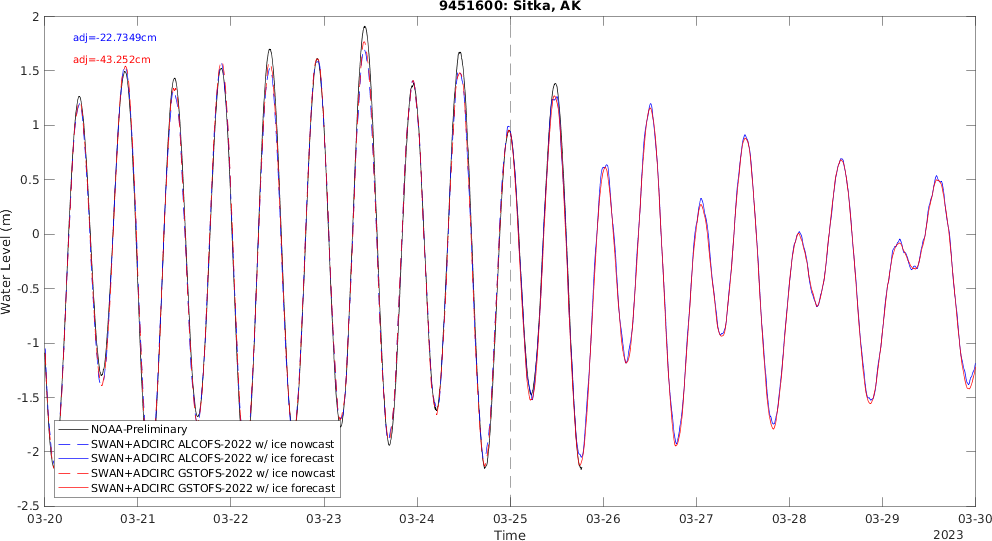 9451600: Sitka, AK
adj=-22.7349cm
adj=-43.252cm
2
1.5
1
0.5
0
-0.5
-1
-1.5
-2
-2.5
Water Level (m)
NOAA-Preliminary
SWAN+ADCIRC ALCOFS-2022 w/ ice nowcast
SWAN+ADCIRC ALCOFS-2022 w/ ice forecast
SWAN+ADCIRC GSTOFS-2022 w/ ice nowcast
SWAN+ADCIRC GSTOFS-2022 w/ ice forecast
03-20 03-21 03-22 03-23 03-24 03-25 03-26 03-27 03-28 03-29 03-30
Time
2023